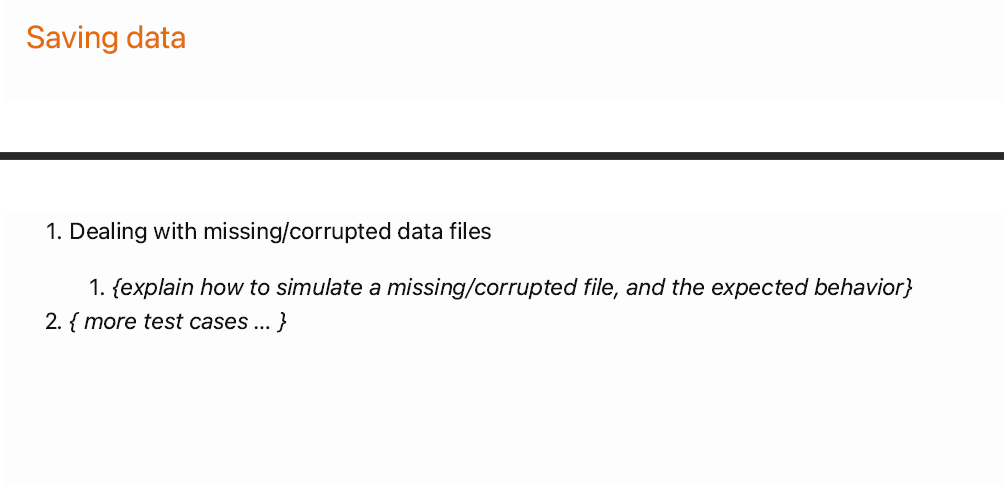 Saving data
1. Dealing with missing/corrupted data files
1. {explain how to simulate a missing/corrupted file, and the expected behavior}
2. { more test cases ... }